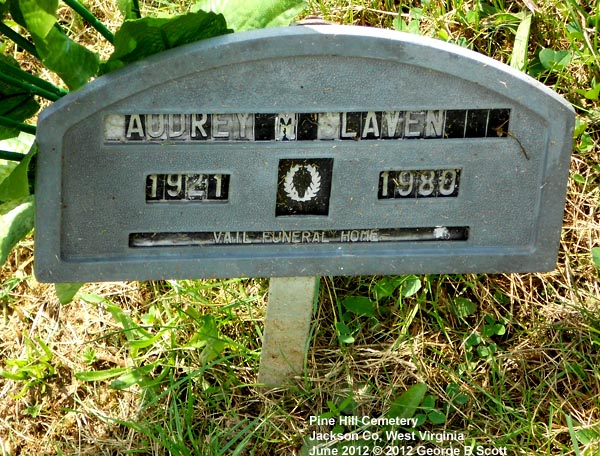 AUDREY M SLAVEN
1921 1980
VAIL FUNERAL HOME
Pine Hill Cemetery
Jackson Co, West Virginia
June 2012 © 2012 George B Scott